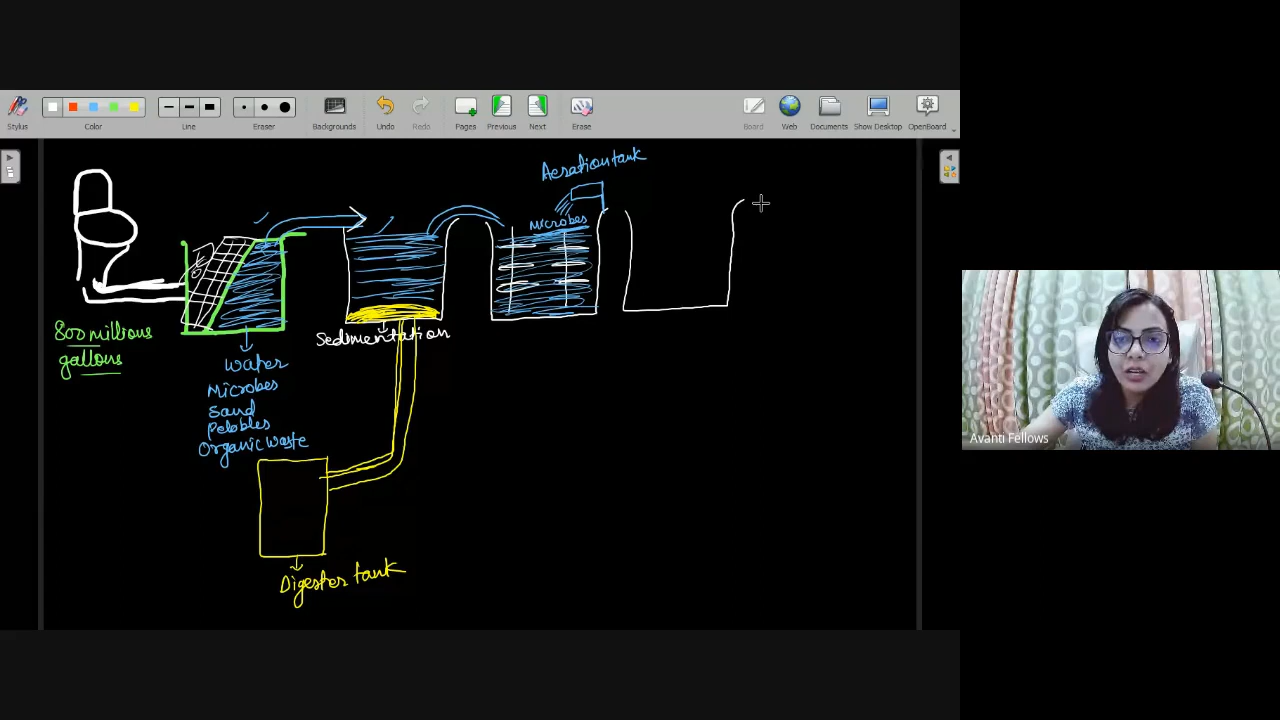 Stylus
Color
Line
Eraser
Backgrounds
Undo
Redo
Pages
Previous
Next
Erase
Board
Web
Documents
Show Desktop
OpenBoard
Aeration tank
Microbes
800 millions
gallons
Sedimentation
Water
Microbes
Sand
Pebbles
Organic waste
Digester tank
Avanti Fellows